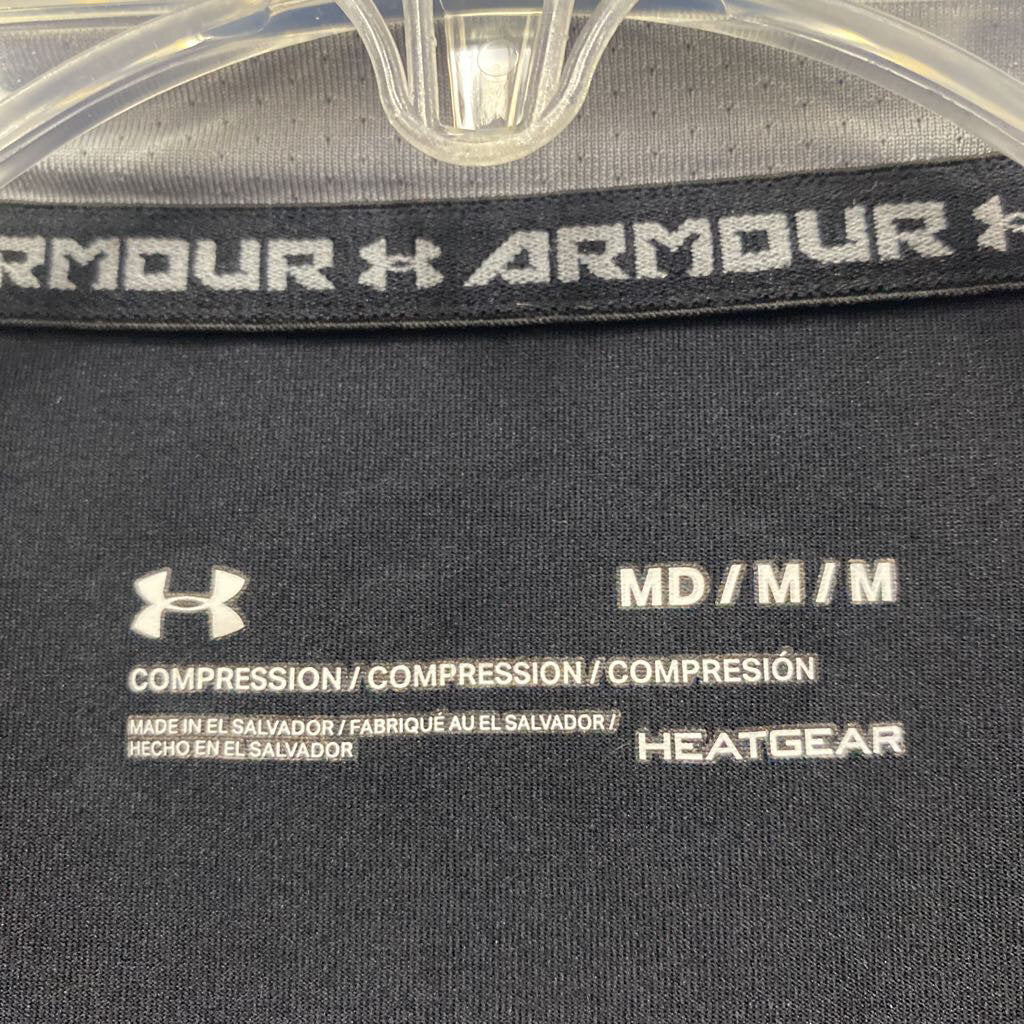 RMOUR ARMOUR
MD / M / M
COMPRESSION / COMPRESSION / COMPRESIÓN
MADE IN EL SALVADOR / FABRIQUÉ AU EL SALVADOR /
HECHO EN EL SALVADOR
HEATGEAR